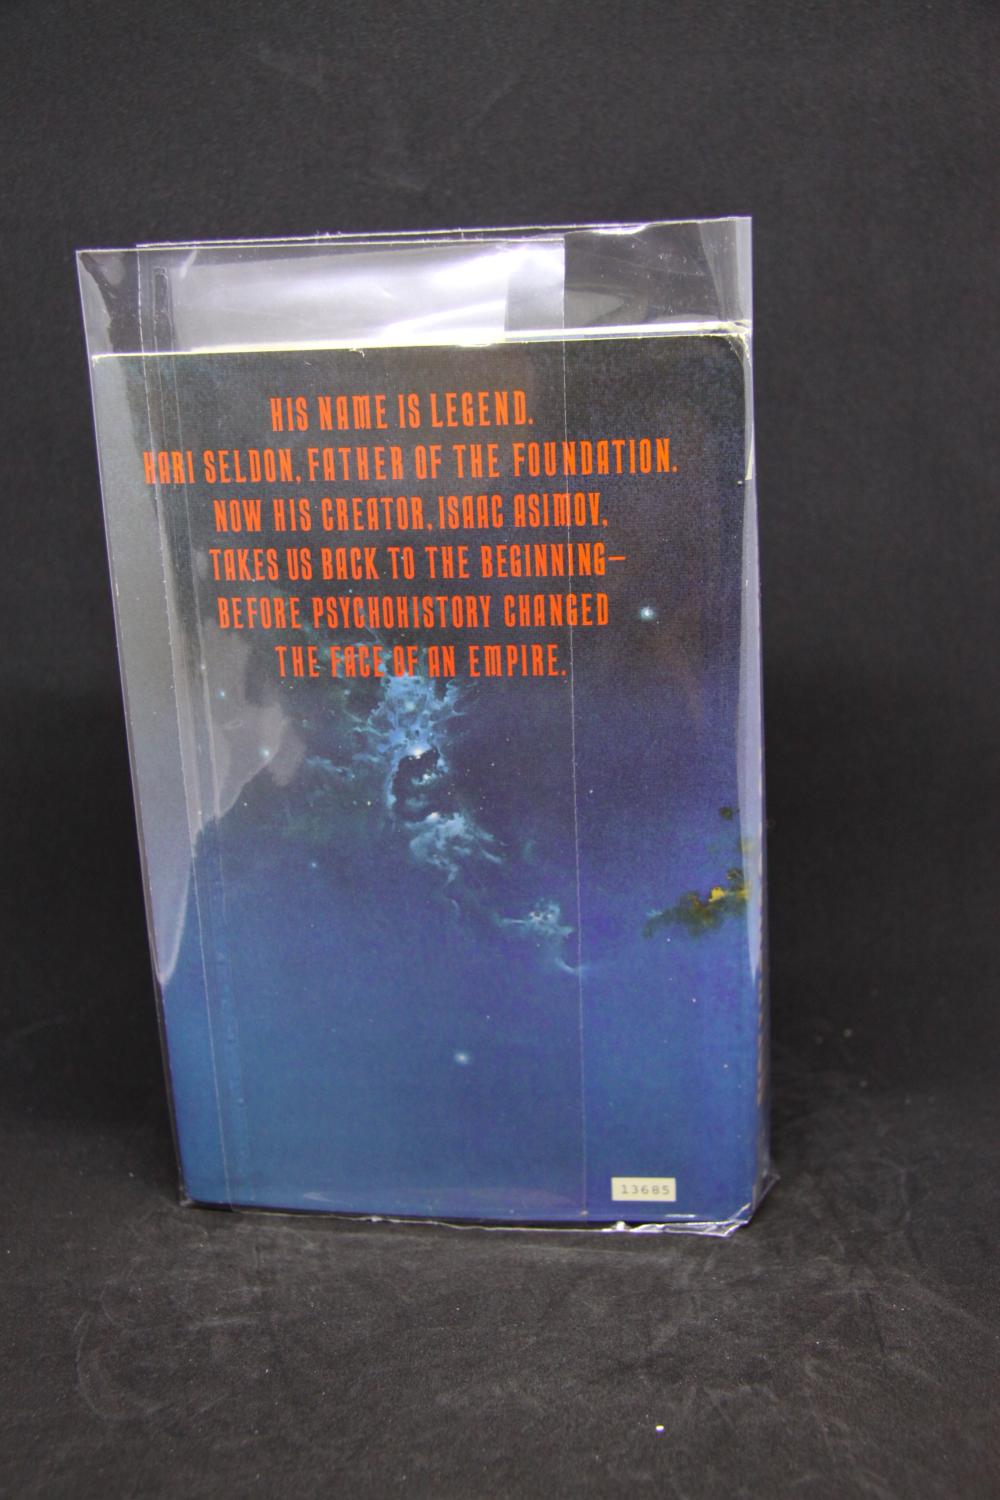 HIS NAME IS LEGEND.
HARI SELDON, FATHER OF THE FOUNDATION.
NOW HIS CREATOR, ISAAC ASIMOV,
TAKES US BACK TO THE BEGINNING—
BEFORE PSYCHOHISTORY CHANGED
THE FACE OF AN EMPIRE.
13685